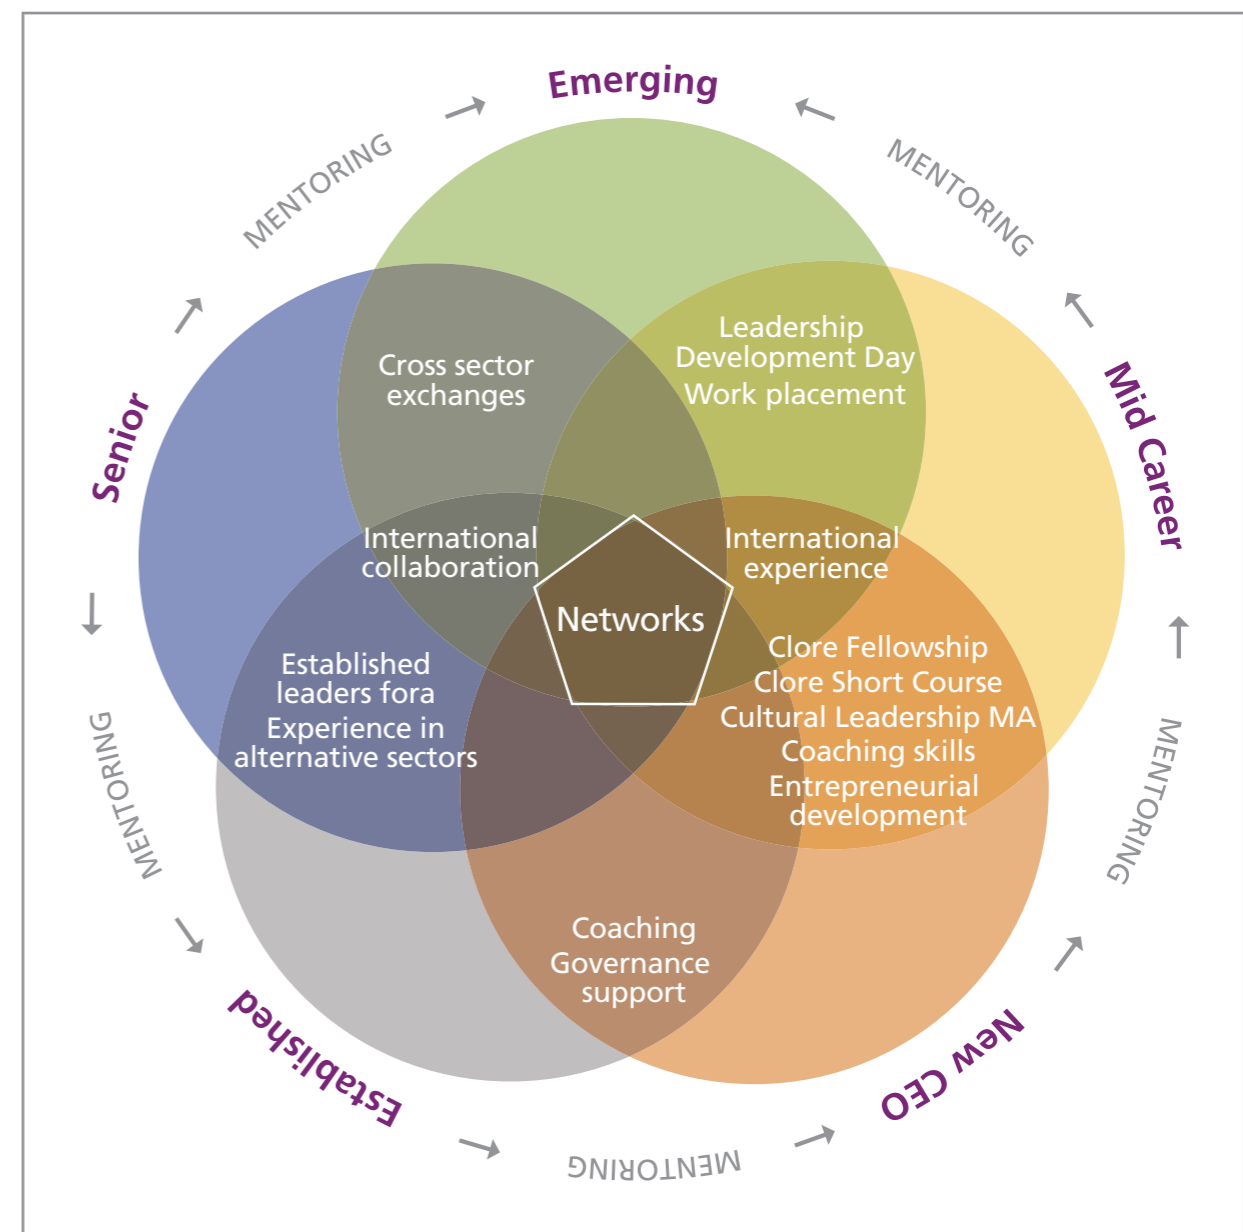 Emerging
MENTORING
MENTORING
Leadership
Development Day
Work placement
Cross sector
exchanges
Mid Career
Senior
International
collaboration
International
experience
Networks
Clore Fellowship
Clore Short Course
Cultural Leadership MA
Coaching skills
Entrepreneurial
development
Established
leaders fora
Experience in
alternative sectors
MENTORING
MENTORING
Coaching
Governance
support
Established
New CEO
MENTORING